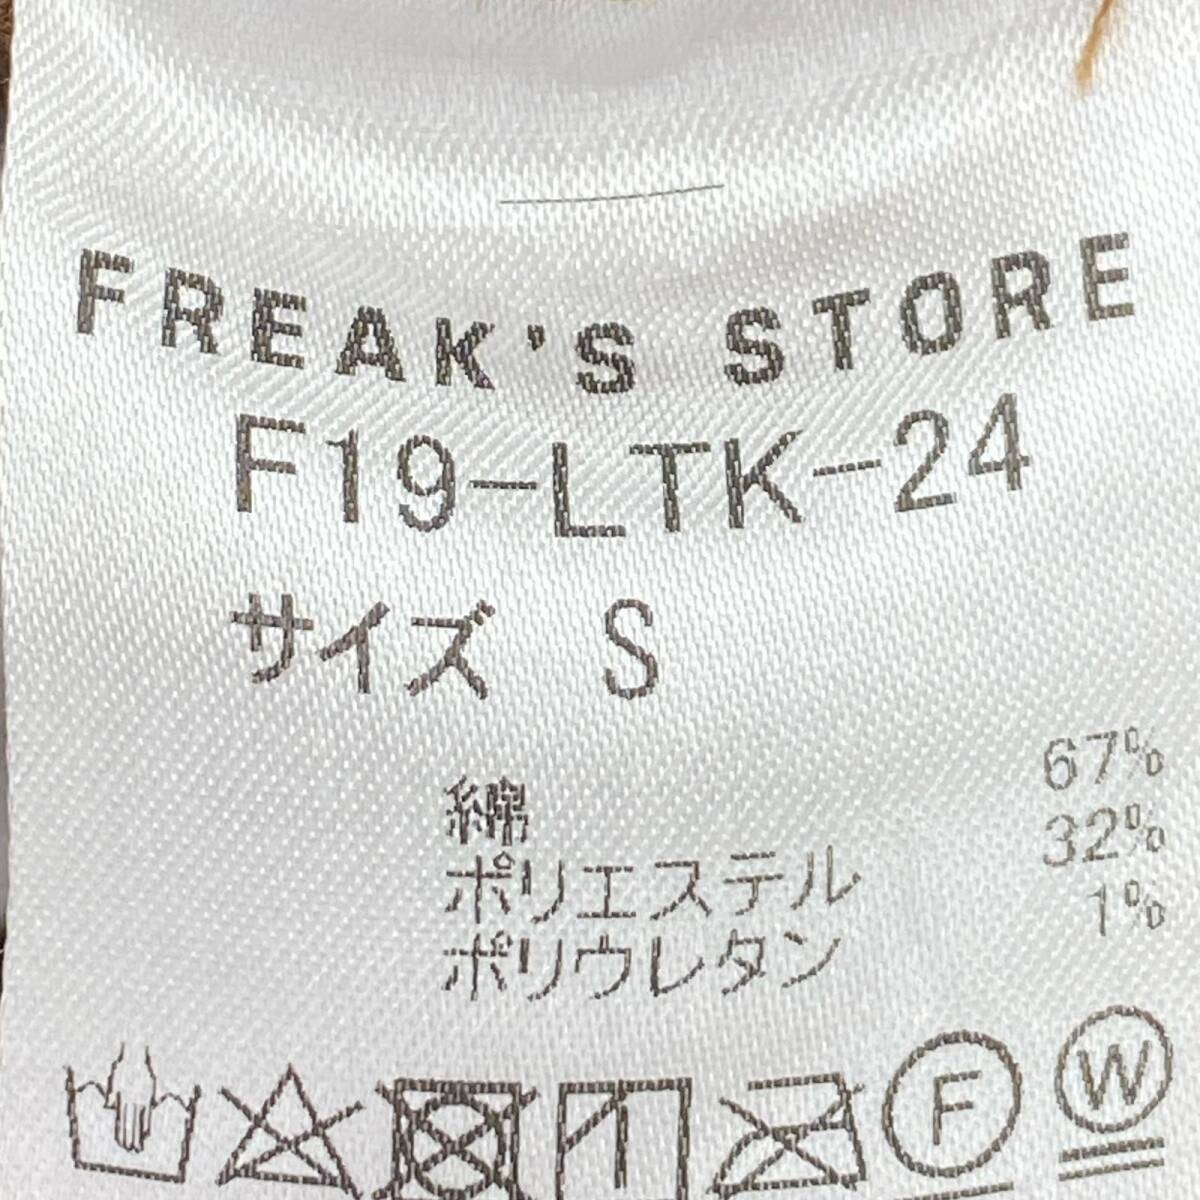 FREAK'S STORE
F19-LTK-24
サイズ S
綿 67%
ポリエステル 32%
ポリウレタン 1%
F W